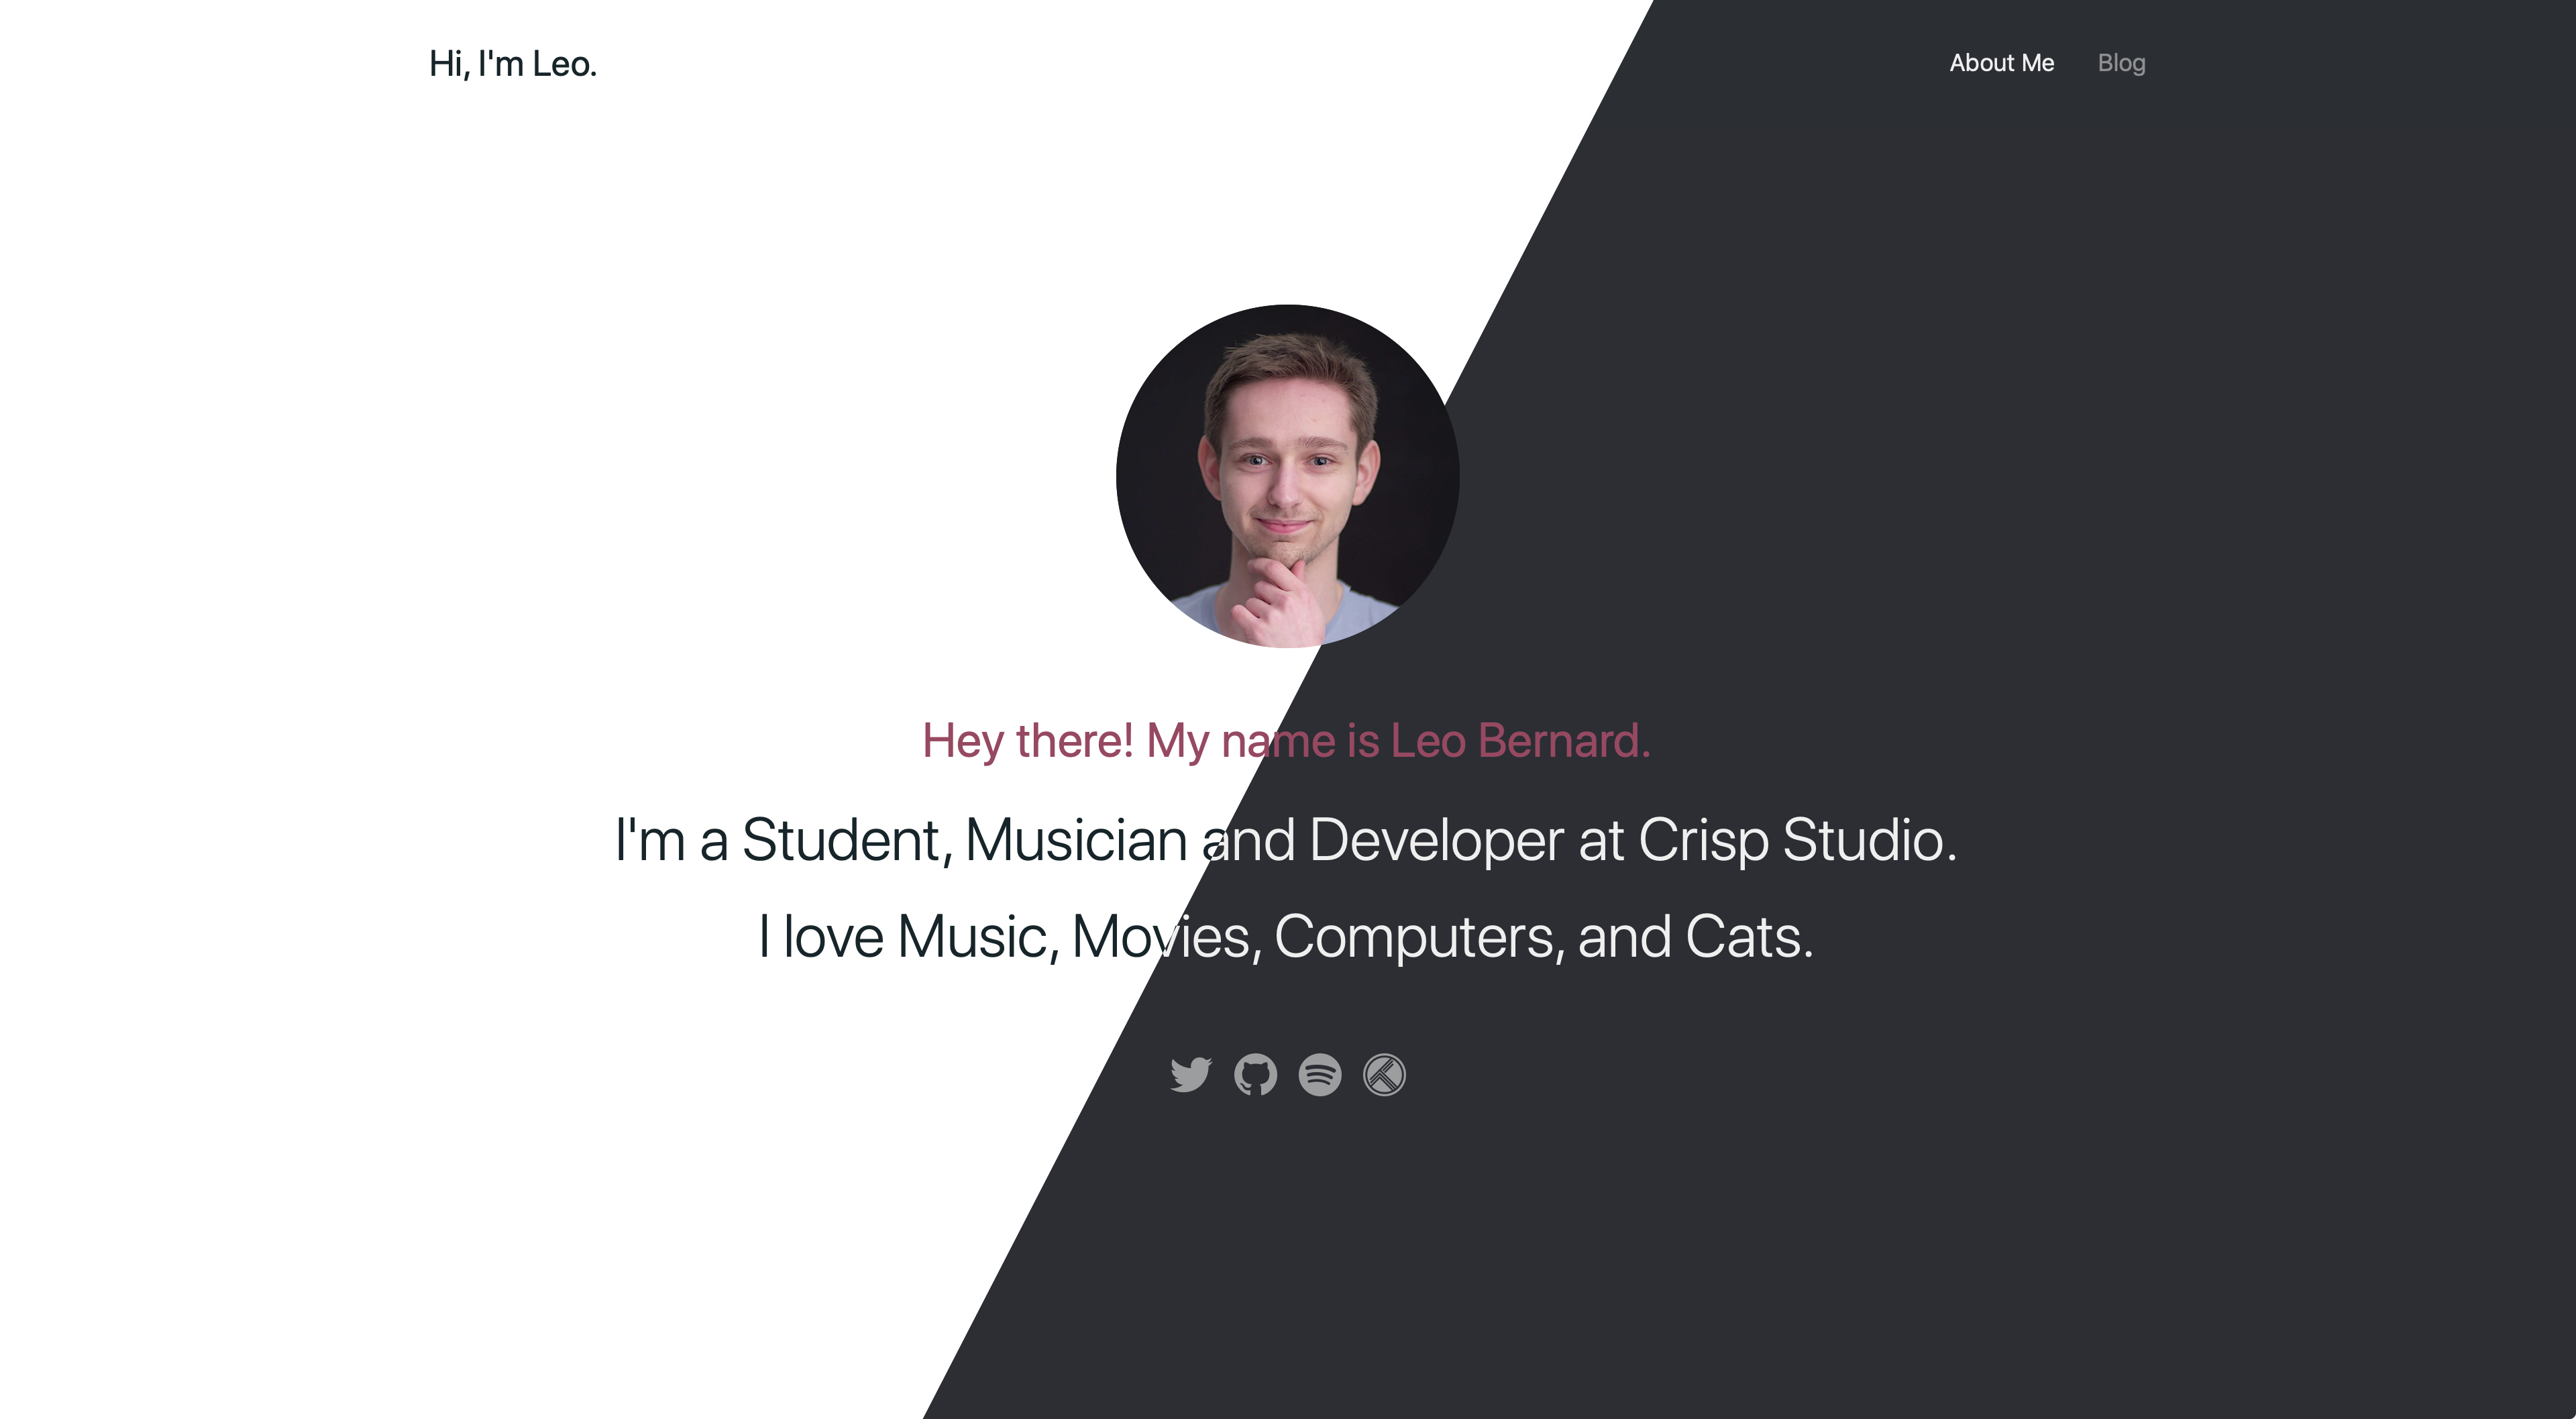 Hi, I'm Leo.
About Me
Blog
Hey there! My name is Leo Bernard.
I'm a Student, Musician and Developer at Crisp Studio.
I love Music, Movies, Computers, and Cats.